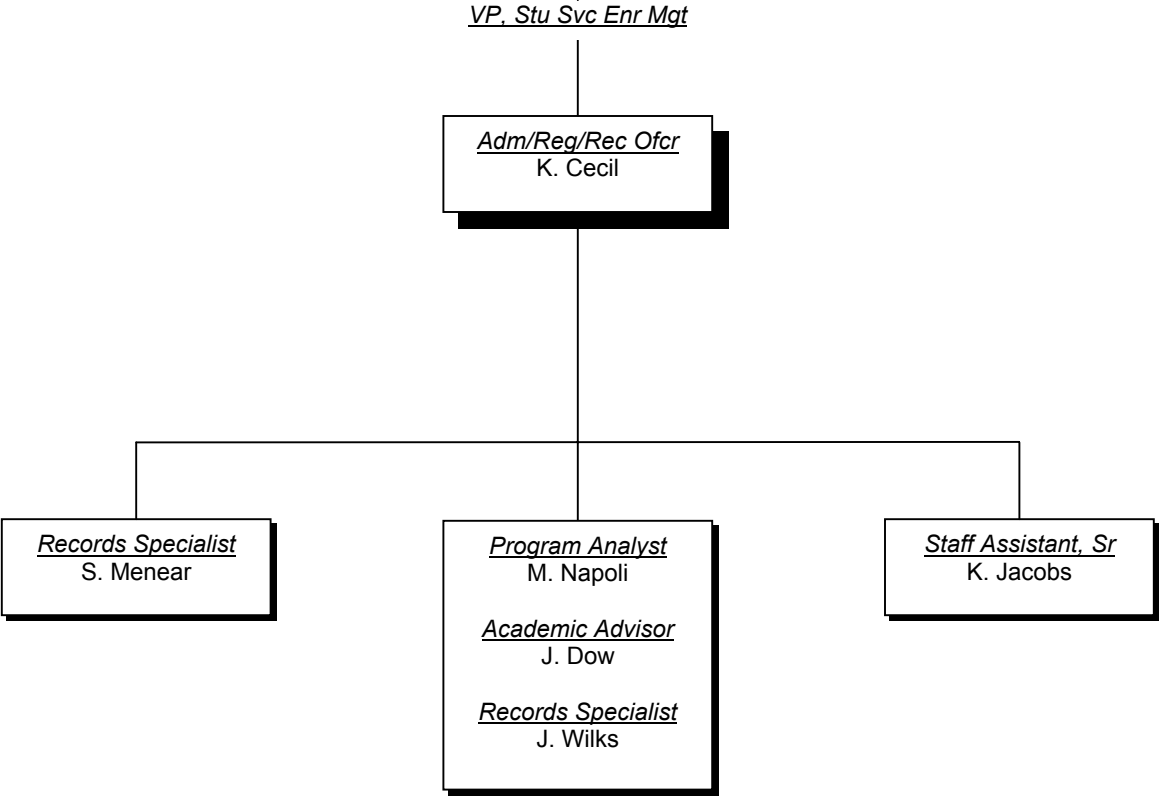 VP, Stu Svc Enr Mgt
Adm/Reg/Rec Ofcr
K. Cecil
Records Specialist
S. Menear
Program Analyst
M. Napoli
Academic Advisor
J. Dow
Records Specialist
J. Wilks
Staff Assistant, Sr
K. Jacobs